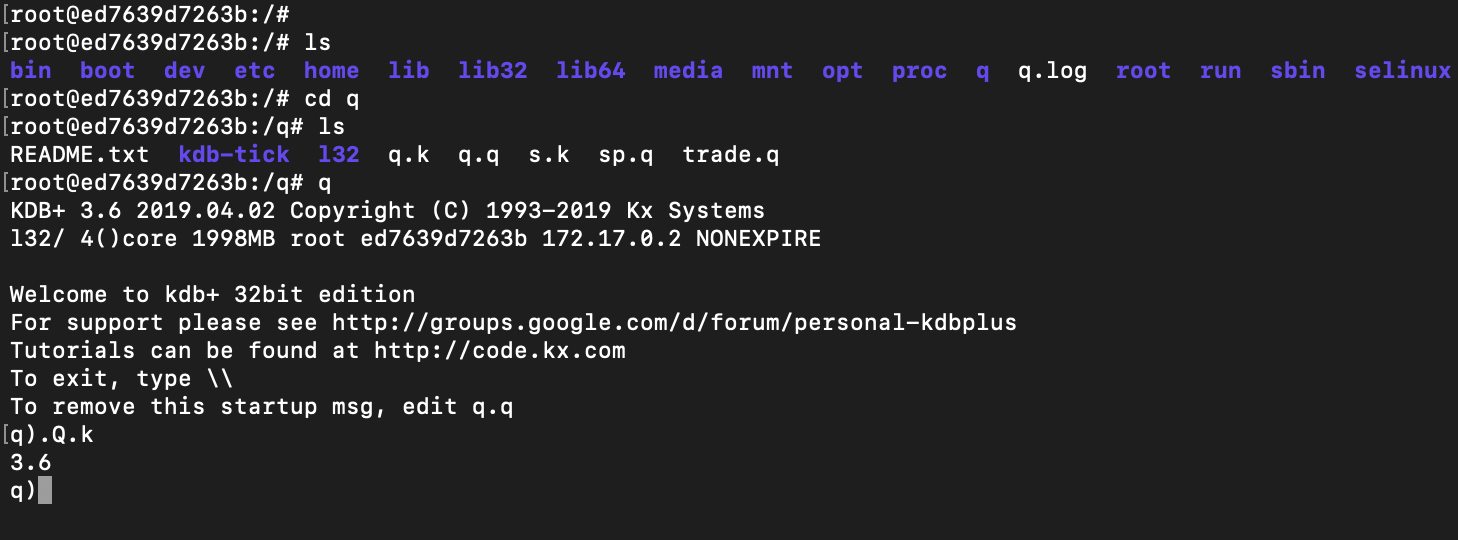 [root@ed7639d7263b:/#
[root@ed7639d7263b:/# ls
bin boot dev etc home lib lib32 lib64 media mnt opt proc q q.log root run sbin selinux
[root@ed7639d7263b:/# cd q
[root@ed7639d7263b:/q# ls
README.txt kdb-tick l32 q.k q.q s.k sp.q trade.q
[root@ed7639d7263b:/q# q
KDB+ 3.6 2019.04.02 Copyright (C) 1993-2019 Kx Systems
l32/ 4()core 1998MB root ed7639d7263b 172.17.0.2 NONEXPIRE
Welcome to kdb+ 32bit edition
For support please see http://groups.google.com/d/forum/personal-kdbplus
Tutorials can be found at http://code.kx.com
To exit, type \\
To remove this startup msg, edit q.q
[q).Q.k
3.6
q)